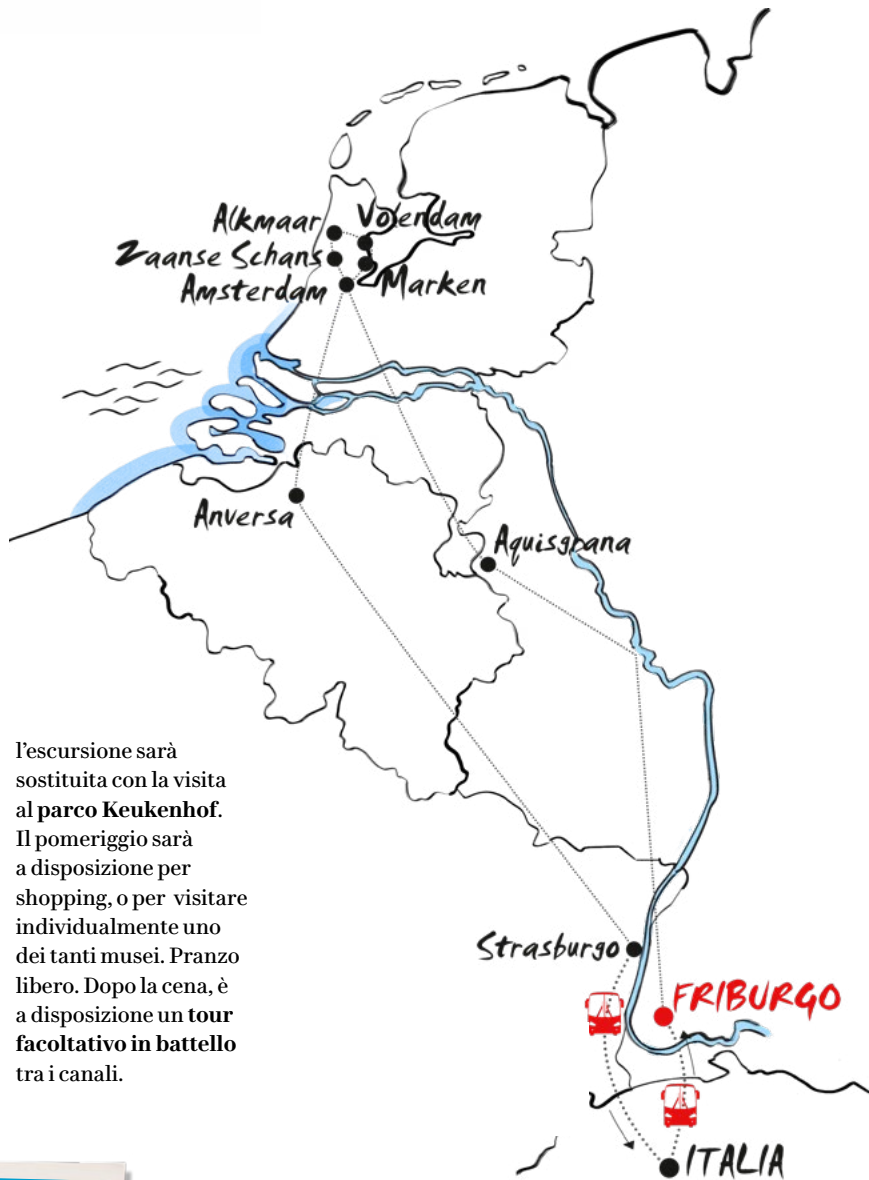 Alkmaar
Volendam
Zaanse Schans
Amsterdam
Marken
Anversa
Aquisgrana
l'escursione sarà
sostituita con la visita
al parco Keukenhof.
Il pomeriggio sarà
a disposizione per
shopping, o per visitare
individualmente uno
dei tanti musei. Pranzo
libero. Dopo la cena, è
a disposizione un tour
facoltativo in battello
tra i canali.
Strasburgo
FRIBURGO
ITALIA